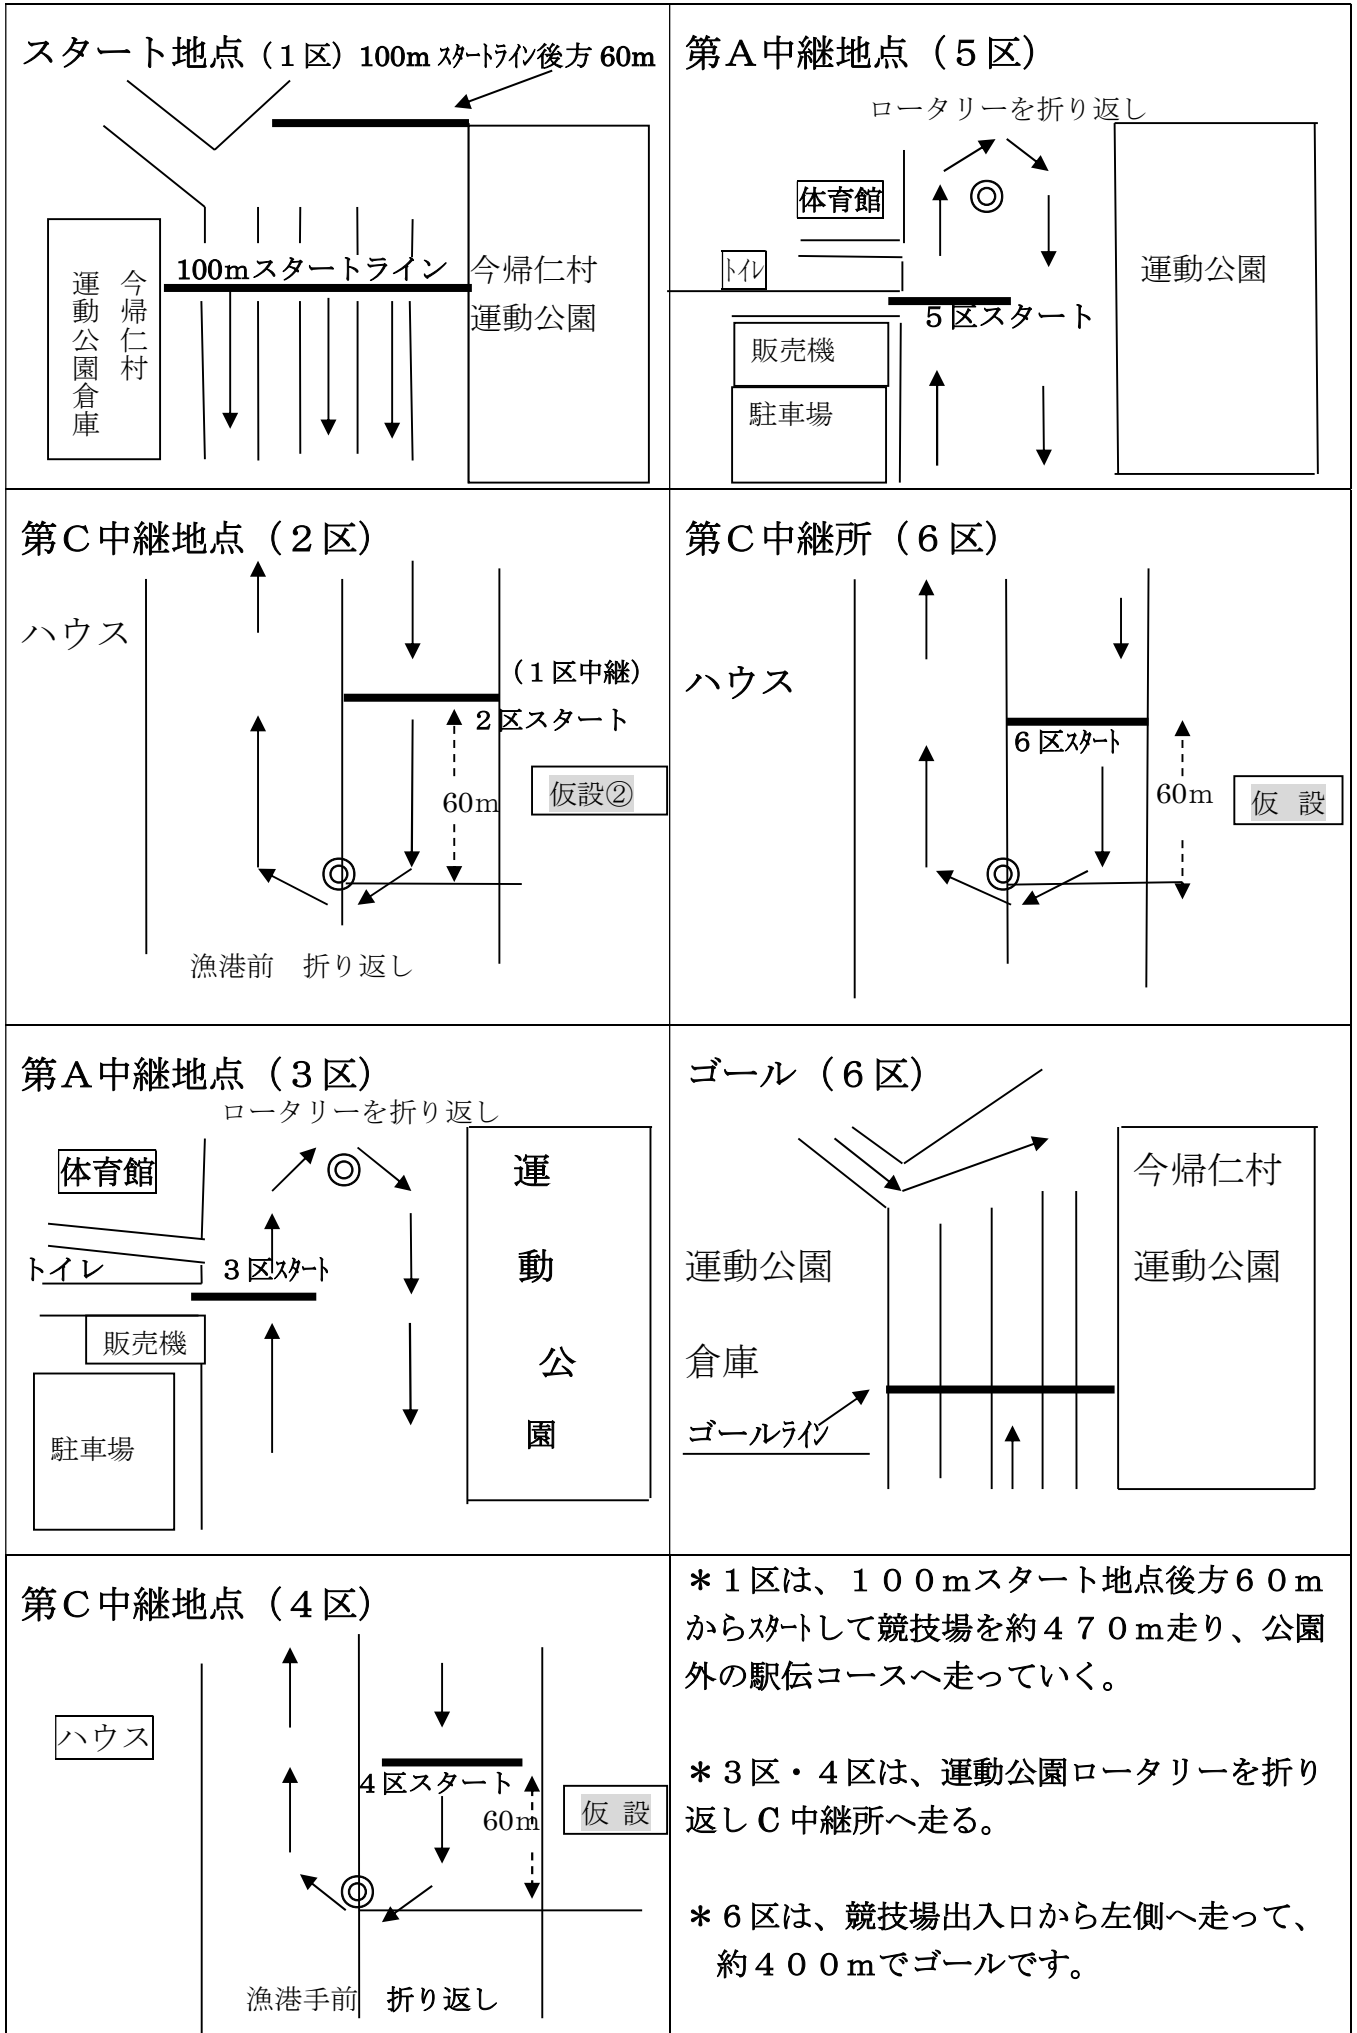 スタート地点（１区）100mｽﾀｰﾄﾗｲﾝ後方60m
100mスタートライン
今帰仁村
運動公園
今帰仁村
運動公園倉庫
第Ａ中継地点（５区）
ロータリーを折り返し
体育館
ﾄｲﾚ
運動公園
５区スタート
販売機
駐車場
第Ｃ中継地点（２区）
ハウス
（１区中継）
２区スタート
60m
仮設②
漁港前　折り返し
第Ｃ中継所（６区）
ハウス
６区ｽﾀｰﾄ
60m
仮 設
第Ａ中継地点（３区）
ロータリーを折り返し
体育館
トイレ
３区ｽﾀｰﾄ
販売機
駐車場
運
動
公
園
ゴール（６区）
今帰仁村
運動公園
運動公園
倉庫
ゴールﾗｲﾝ
第Ｃ中継地点（４区）
ハウス
４区スタート
60m
仮 設
漁港手前　折り返し
＊１区は、１００ｍスタート地点後方６０ｍ
からｽﾀｰﾄして競技場を約４７０ｍ走り、公園
外の駅伝コースへ走っていく。
＊３区・４区は、運動公園ロータリーを折り
返しC中継所へ走る。
＊６区は、競技場出入口から左側へ走って、
約４００ｍでゴールです。